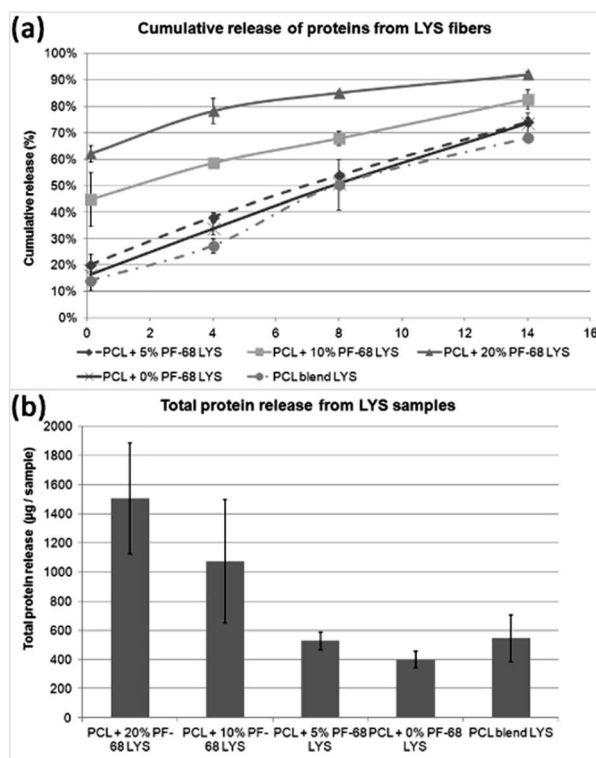 (a)
Cumulative release of proteins from LYS fibers
Cumulative release (%)
100%
90%
80%
70%
60%
50%
40%
30%
20%
10%
0%
0 2 4 6 8 10 12 14 16
PCL + 5% PF-68 LYS PCL + 10% PF-68 LYS PCL + 20% PF-68 LYS
PCL + 0% PF-68 LYS PCL blend LYS
(b)
Total protein release from LYS samples
Total protein release (µg / sample)
2000
1800
1600
1400
1200
1000
800
600
400
200
0
PCL + 20% PF-
68 LYS
PCL + 10% PF-
68 LYS
PCL + 5% PF-68
LYS
PCL + 0% PF-68
LYS
PCL blend LYS